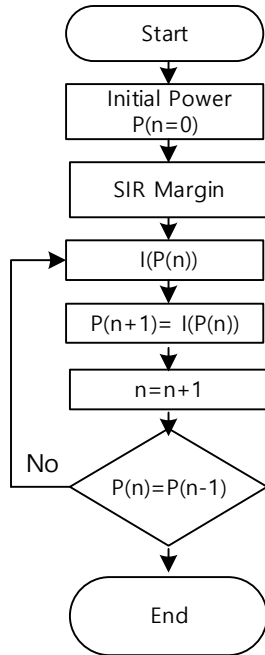 Start
Initial Power
P(n=0)
SIR Margin
I(P(n))
P(n+1)= I(P(n))
n=n+1
No
P(n)=P(n-1)
End